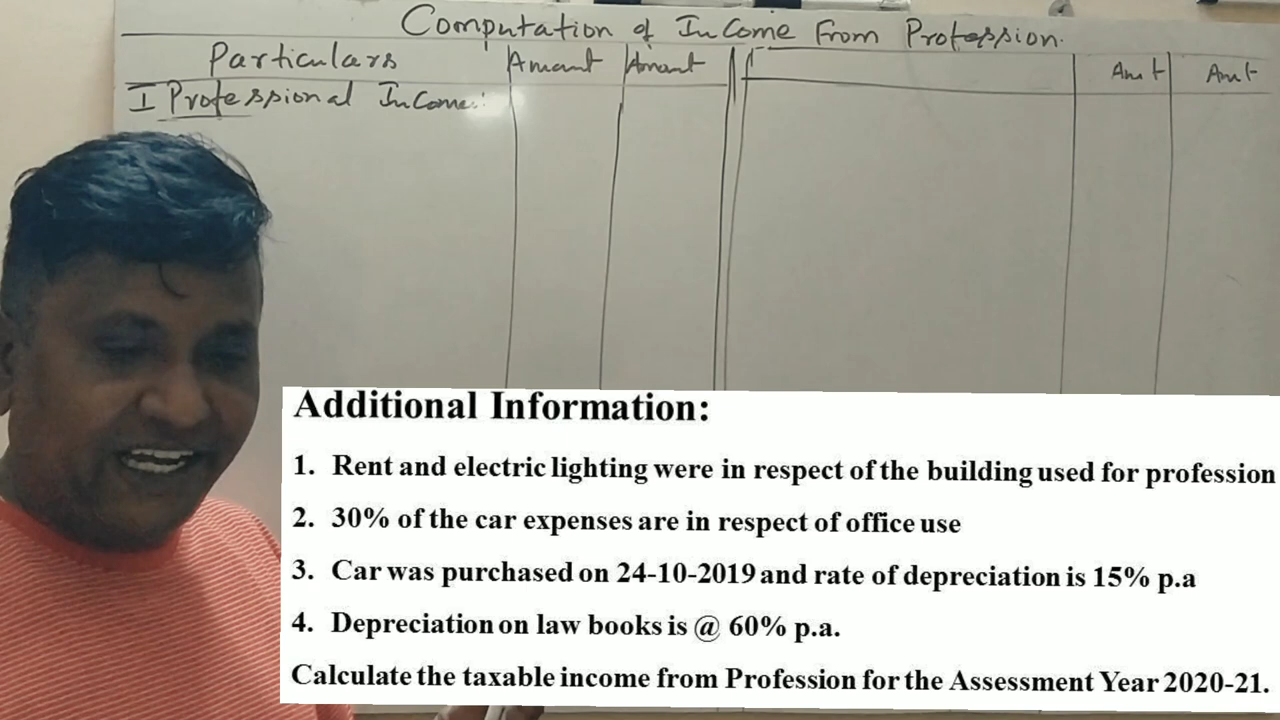 Computation of InCome From Profession.
Particulars Amount Amount Amt Amt
I Professional InCome:
Additional Information:
1. Rent and electric lighting were in respect of the building used for profession
2. 30% of the car expenses are in respect of office use
3. Car was purchased on 24-10-2019 and rate of depreciation is 15% p.a
4. Depreciation on law books is @ 60% p.a.
Calculate the taxable income from Profession for the Assessment Year 2020-21.